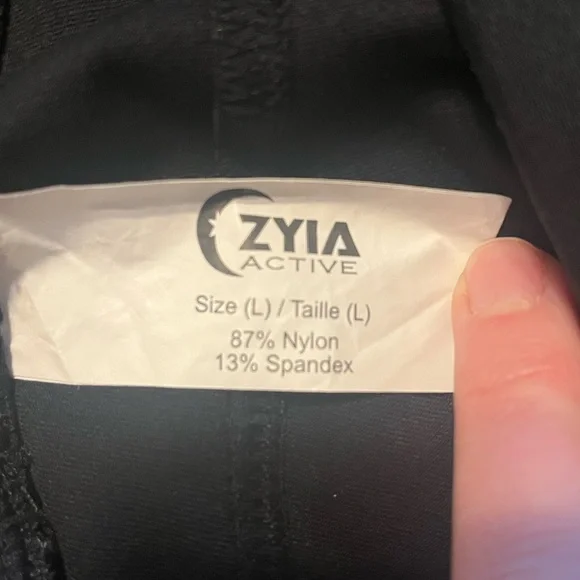 ZYIA
ACTIVE
Size (L) / Taille (L)
87% Nylon
13% Spandex